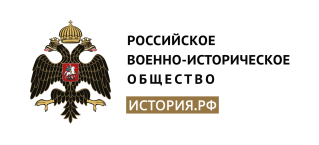 РОССИЙСКОЕ
ВОЕННО-ИСТОРИЧЕСКОЕ
ОБЩЕСТВО
ИСТОРИЯ.РФ